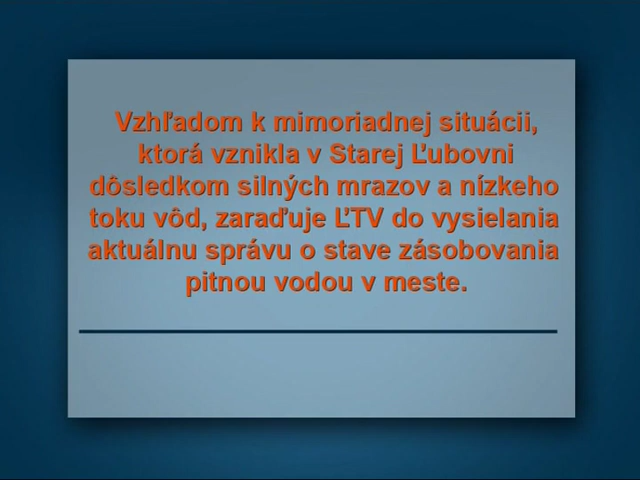 Vzhľadom k mimoriadnej situácii,
ktorá vznikla v Starej Ľubovni
dôsledkom silných mrazov a nízkeho
toku vôd, zaraďuje ĽTV do vysielania
aktuálnu správu o stave zásobovania
pitnou vodou v meste.